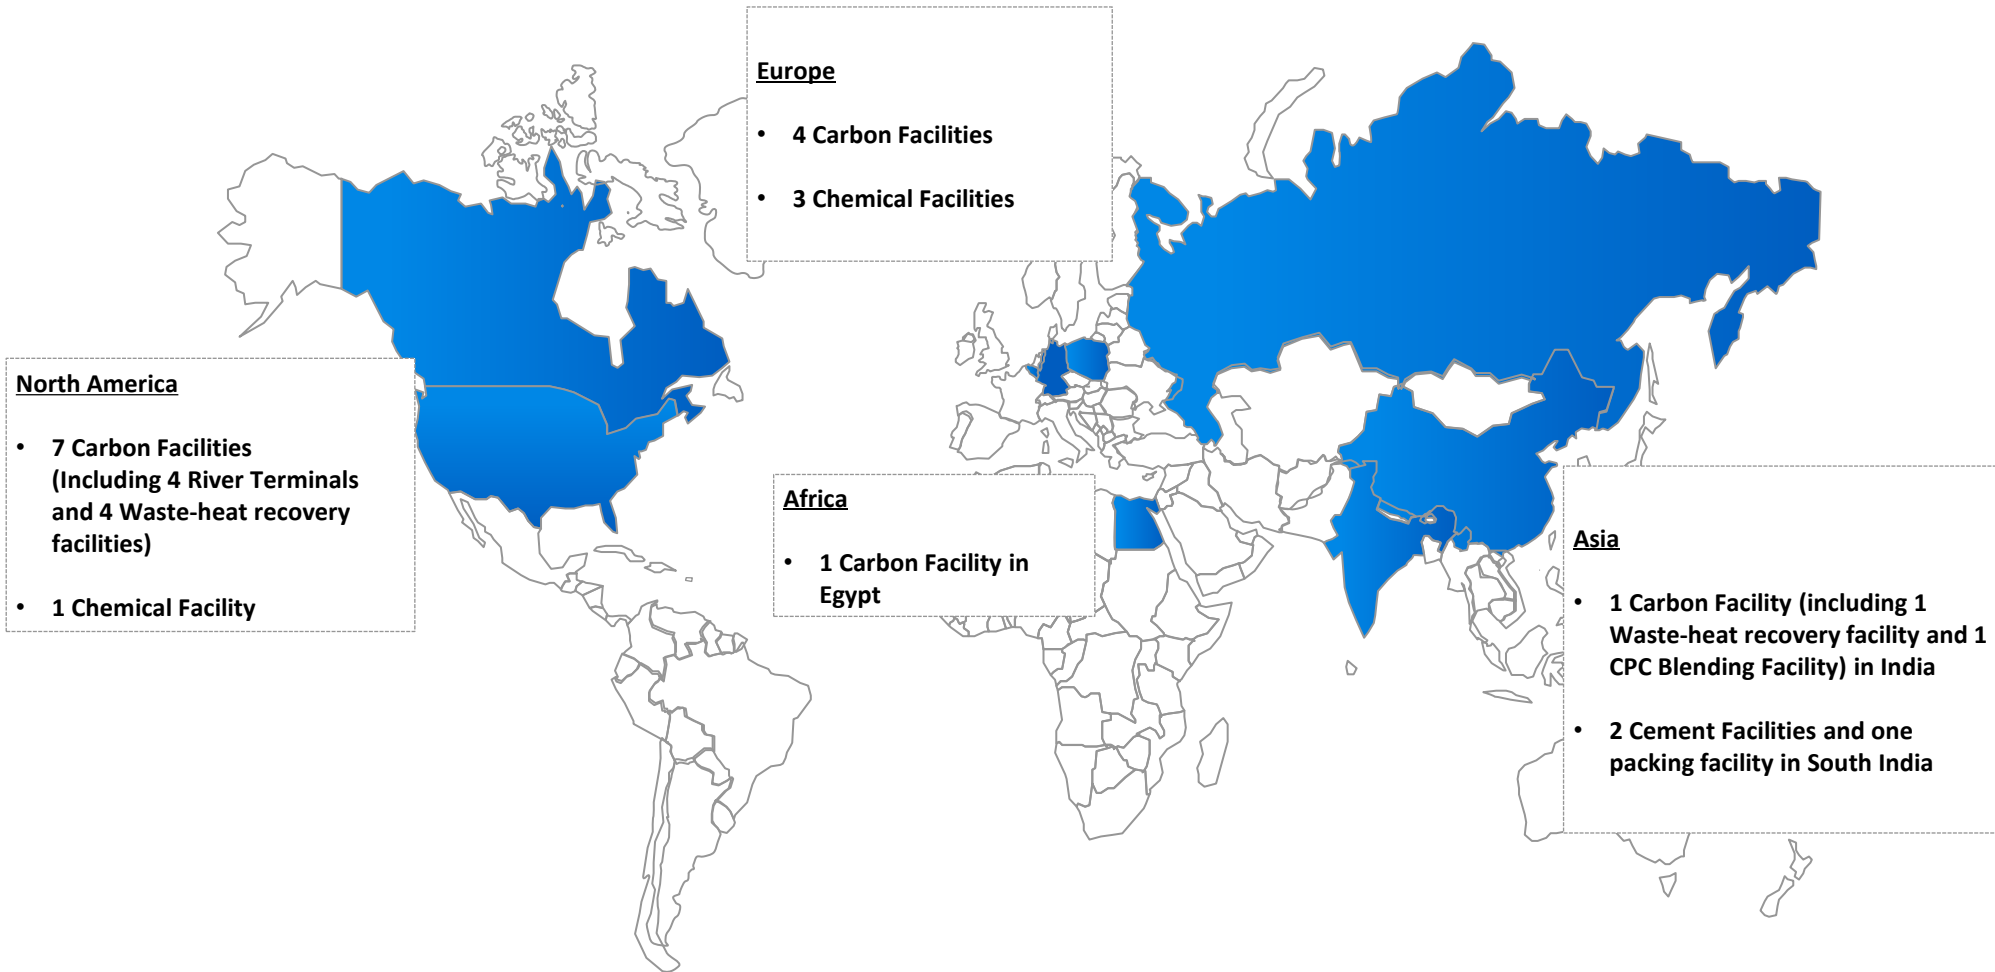 Europe
• 4 Carbon Facilities
• 3 Chemical Facilities
North America
• 7 Carbon Facilities
(Including 4 River Terminals
and 4 Waste-heat recovery
facilities)
• 1 Chemical Facility
Africa
• 1 Carbon Facility in
Egypt
Asia
• 1 Carbon Facility (including 1
Waste-heat recovery facility and 1
CPC Blending Facility) in India
• 2 Cement Facilities and one
packing facility in South India